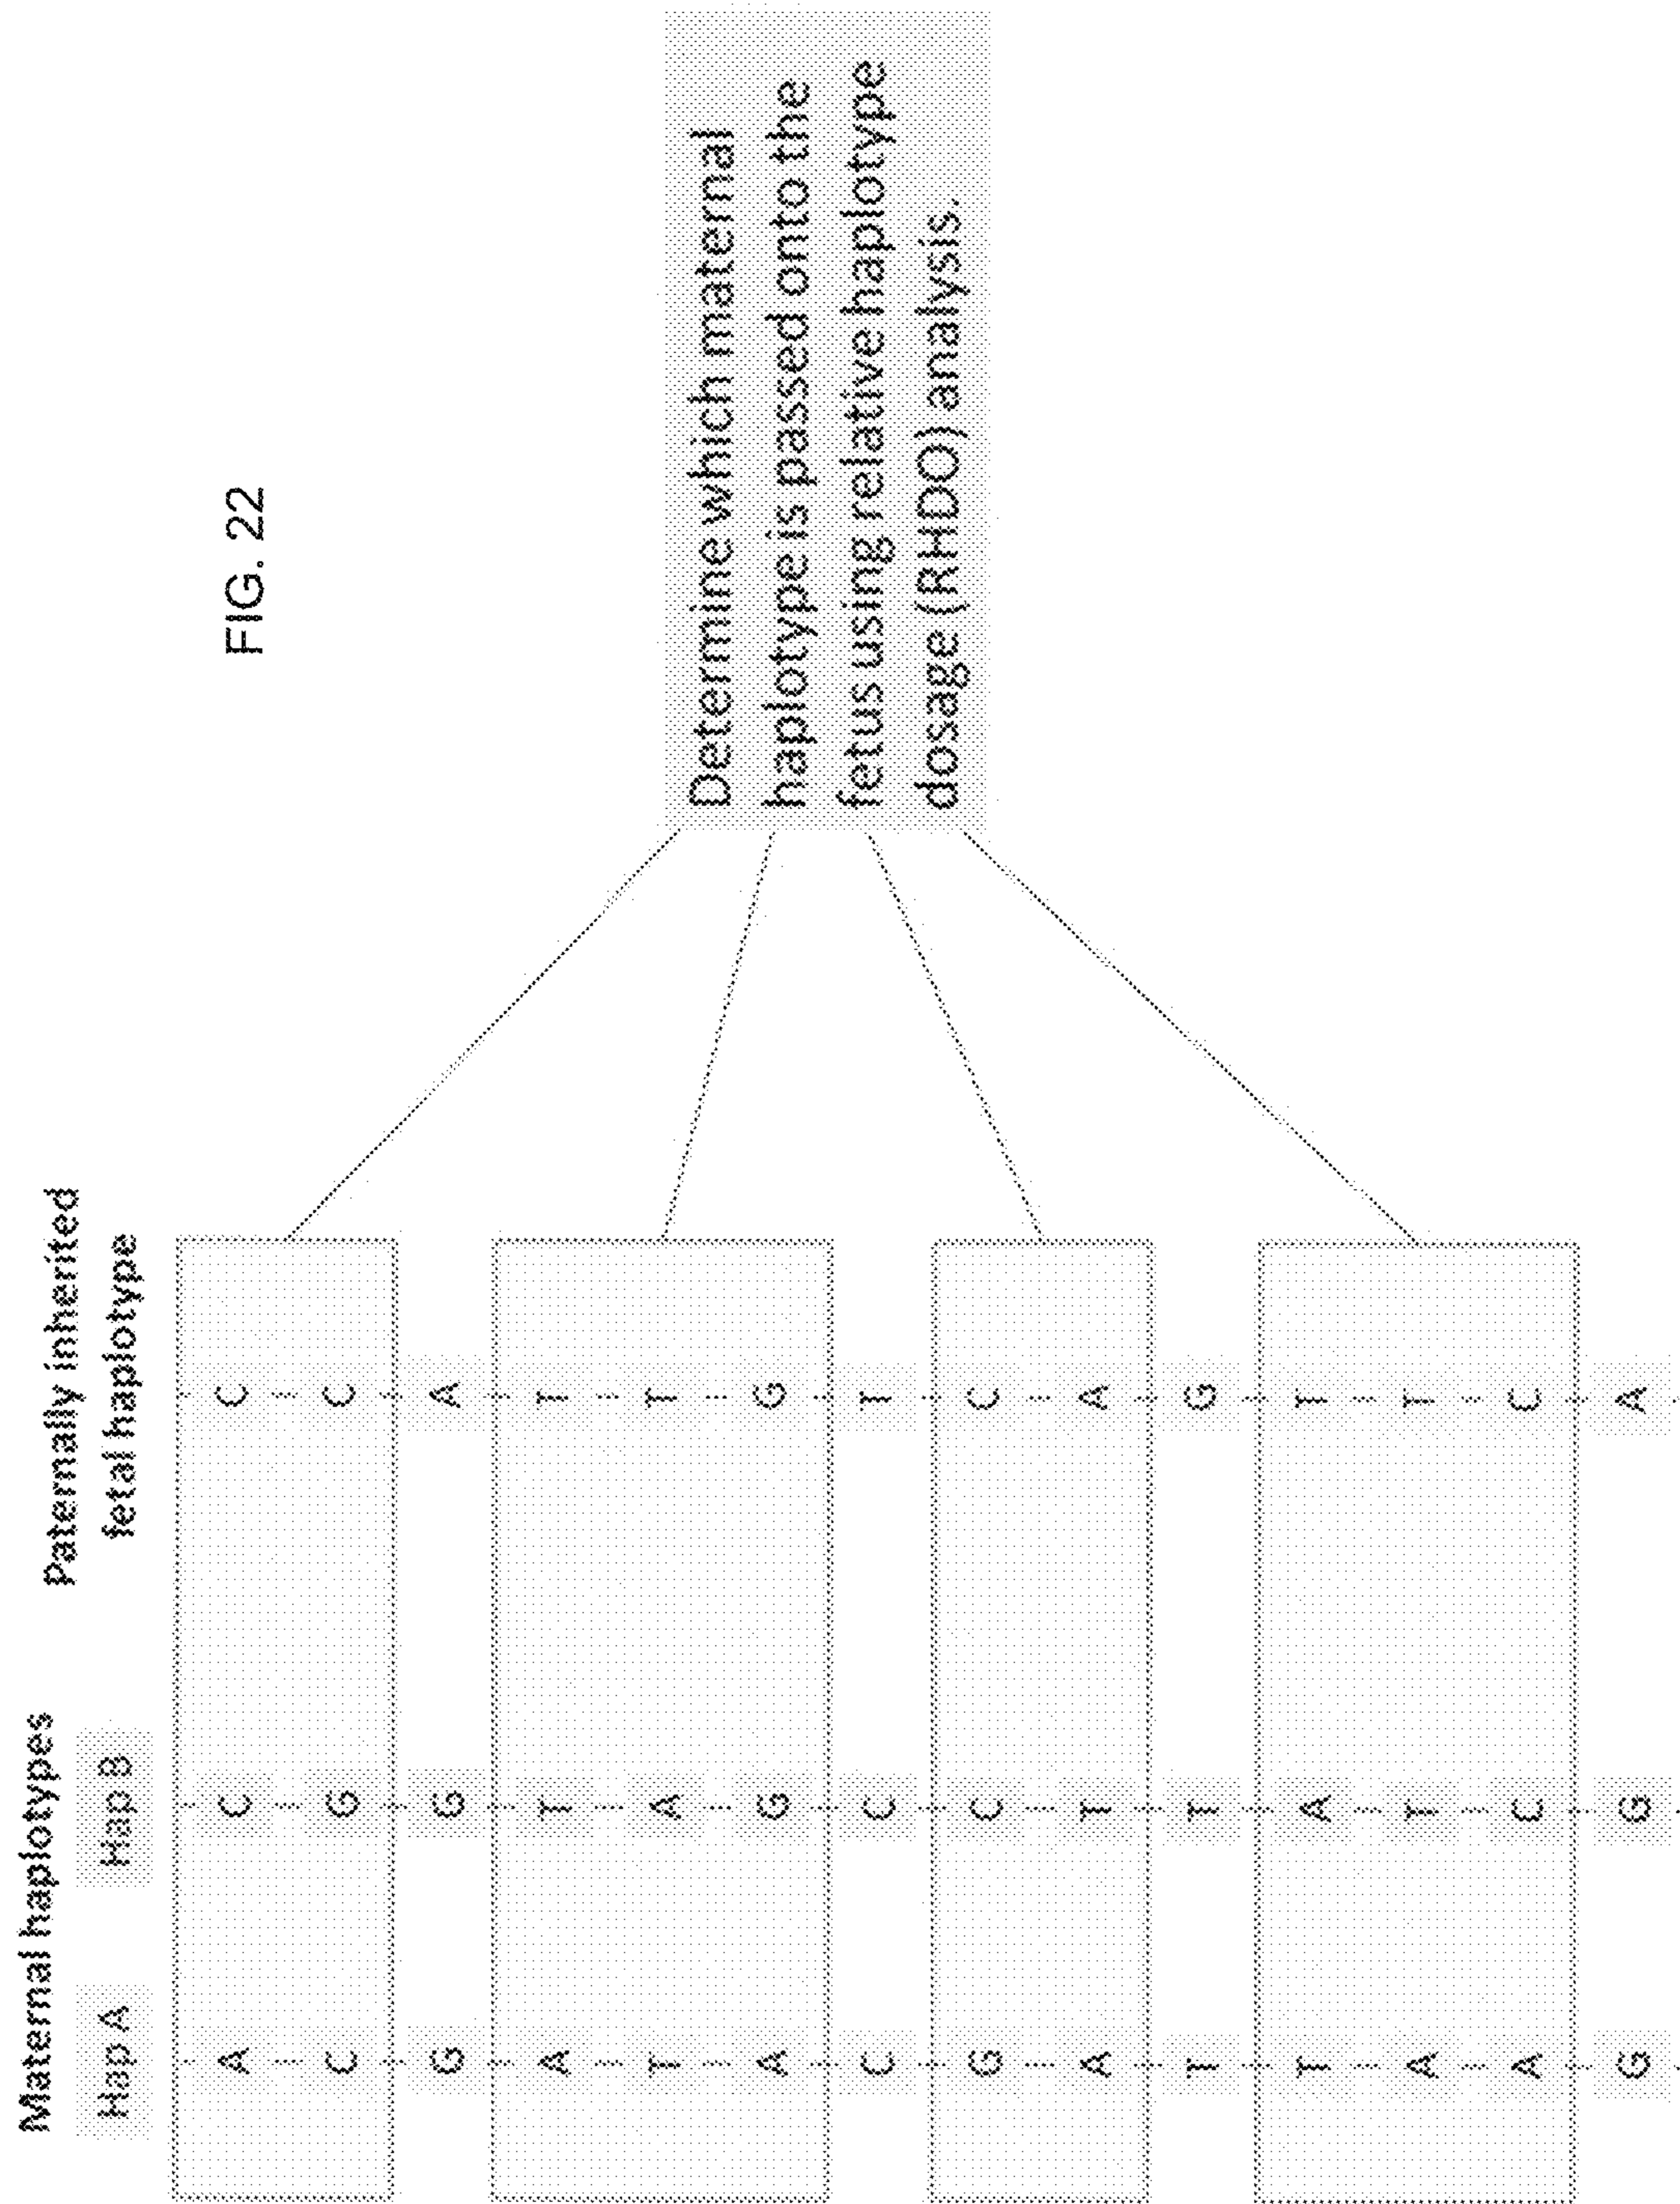 Maternal haplotypes
Paternally inherited
fetal haplotype
Hap A Hap B
A C C
C G C
G G A
A T T
T A T
A G G
C C T
G C C
A T A
T T G
T A T
A T T
A C C
G G A
FIG. 22
Determine which maternal
haplotype is passed onto the
fetus using relative haplotype
dosage (RHDO) analysis.